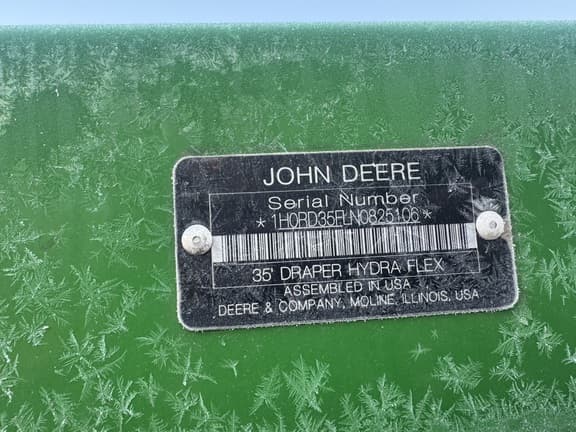 JOHN DEERE
Serial Number
*1H0RD35FLN0825106*
35' DRAPER HYDRA FLEX
ASSEMBLED IN USA
DEERE & COMPANY, MOLINE, ILLINOIS, USA